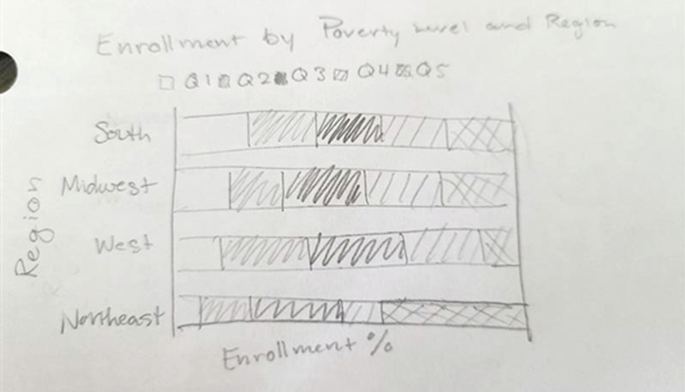 Enrollment by Poverty Level and Region
Q1 Q2 Q3 Q4 Q5
South
Midwest
West
Northeast
Region
Enrollment %